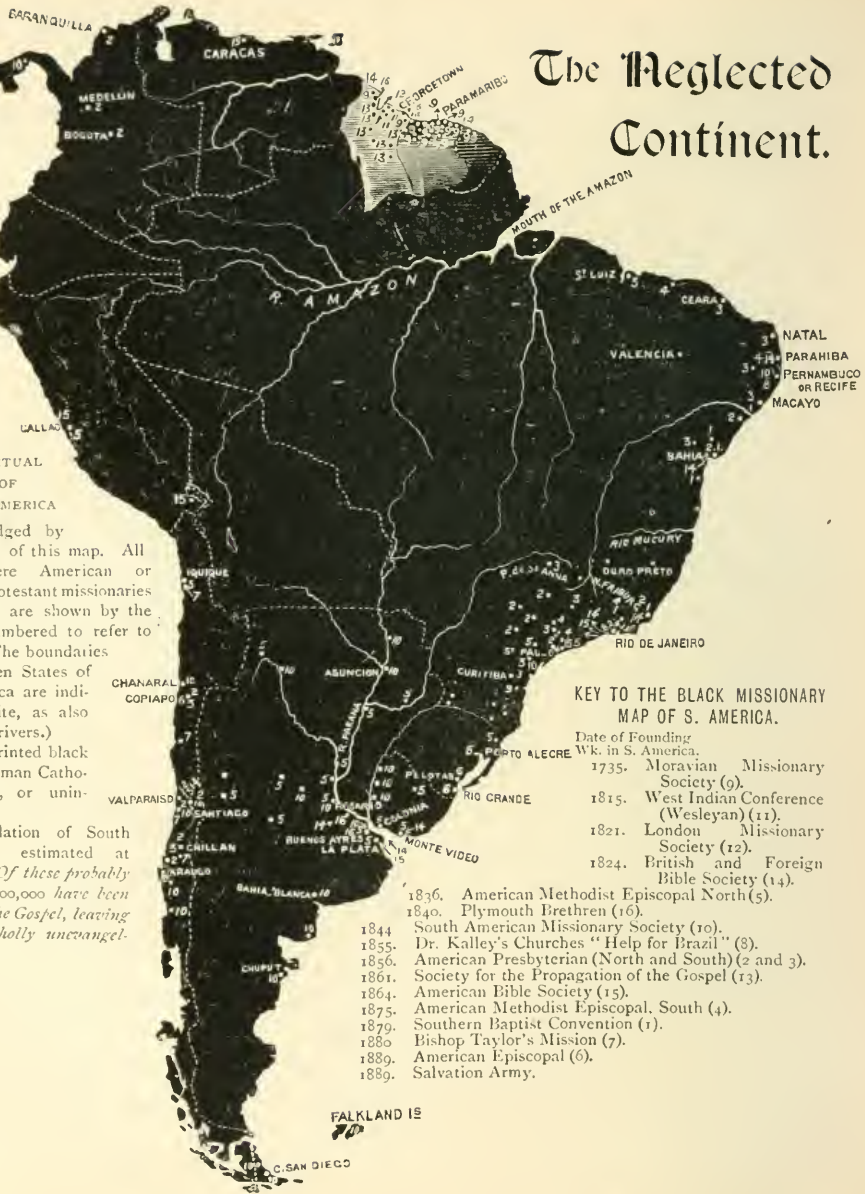 The Neglected
Continent.
BARANQUILLA
CARACAS
MEDELLIN
BOGOTA
GEORGETOWN
PARAMARIBO
MOUTH OF THE AMAZON
R. AMAZON
ST LUIZ
CEARA
NATAL
VALENCIA
PARAHIBA
PERNAMBUCO
OR RECIFE
MACAYO
BAHIA
CALLAO
TUAL
OF
MERICA
dged by
of this map. All
ere American or
otestant missionaries
are shown by the
mbered to refer to
The boundaries
en States of
ca are indi-
ite, as also
rivers.)
rinted black
man Catho-
, or unin-
lation of South
estimated at
Of these probably
00,000 have been
he Gospel, leaving
holly unevangel-
RIO MUCURY
OURO PRETO
IQUIQUE
RIO DE JANEIRO
CHANARAL
COPIAPO
ASUNCION
CURITIBA
R. PARANA
PORTO ALEGRE
PELOTAS
RIO GRANDE
VALPARAISO
SANTIAGO
ROSARIO
COLONIA
BUENOS AYRES
LA PLATA
MONTE VIDEO
CHILLAN
BAHIA BLANCA
CHUPUT
KEY TO THE BLACK MISSIONARY
MAP OF S. AMERICA.
Date of Founding
Wk. in S. America.
1735. Moravian Missionary
Society (9).
1815. West Indian Conference
(Wesleyan) (11).
1821. London Missionary
Society (12).
1824. British and Foreign
Bible Society (14).
1836. American Methodist Episcopal North (5).
1840. Plymouth Brethren (16).
1844 South American Missionary Society (10).
1855. Dr. Kalley's Churches "Help for Brazil" (8).
1856. American Presbyterian (North and South) (2 and 3).
1861. Society for the Propagation of the Gospel (13).
1864. American Bible Society (15).
1875. American Methodist Episcopal, South (4).
1879. Southern Baptist Convention (1).
1880 Bishop Taylor's Mission (7).
1889. American Episcopal (6).
1889. Salvation Army.
FALKLAND IS
C. SAN DIEGO